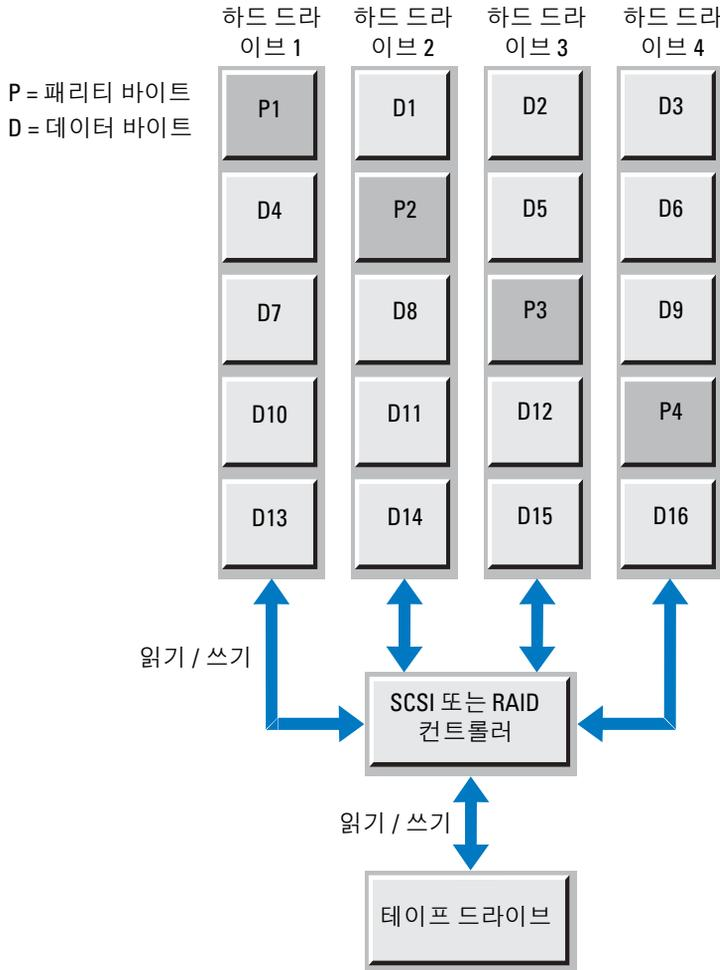 하드 드라
이브 1
하드 드라
이브 2
하드 드라
이브 3
하드 드라
이브 4
P = 패리티 바이트
D = 데이터 바이트
P1 D1 D2 D3
D4 P2 D5 D6
D7 D8 P3 D9
D10 D11 D12 P4
D13 D14 D15 D16
읽기 / 쓰기
SCSI 또는 RAID
컨트롤러
읽기 / 쓰기
테이프 드라이브